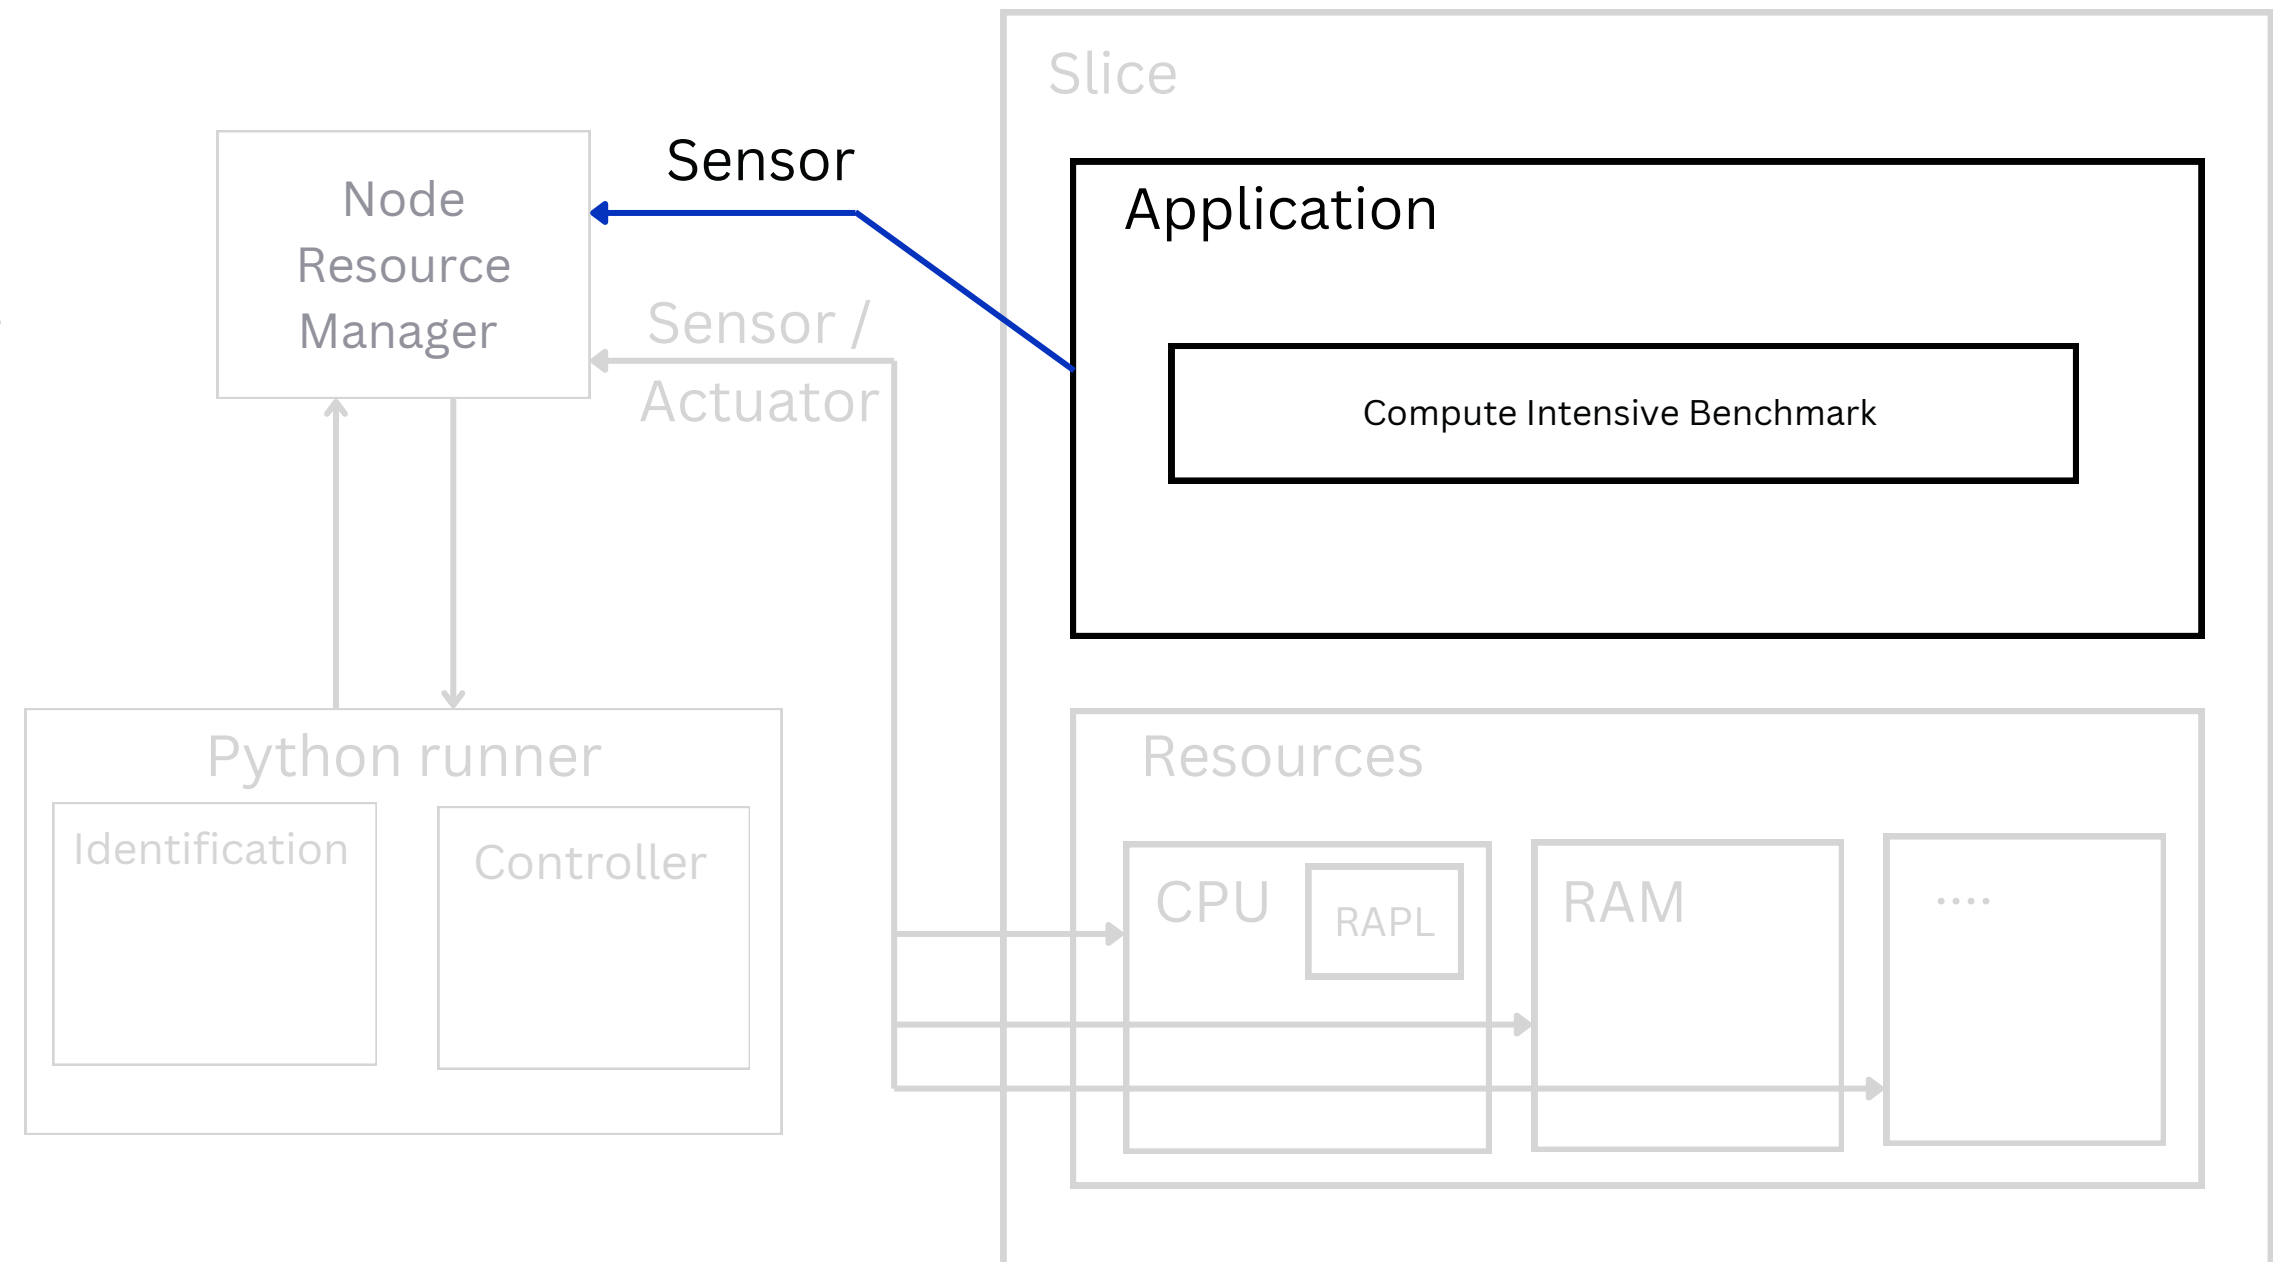 Slice
Node
Resource
Manager
Sensor
Application
Sensor /
Actuator
Compute Intensive Benchmark
Python runner
Identification
Controller
Resources
CPU
RAPL
RAM
....